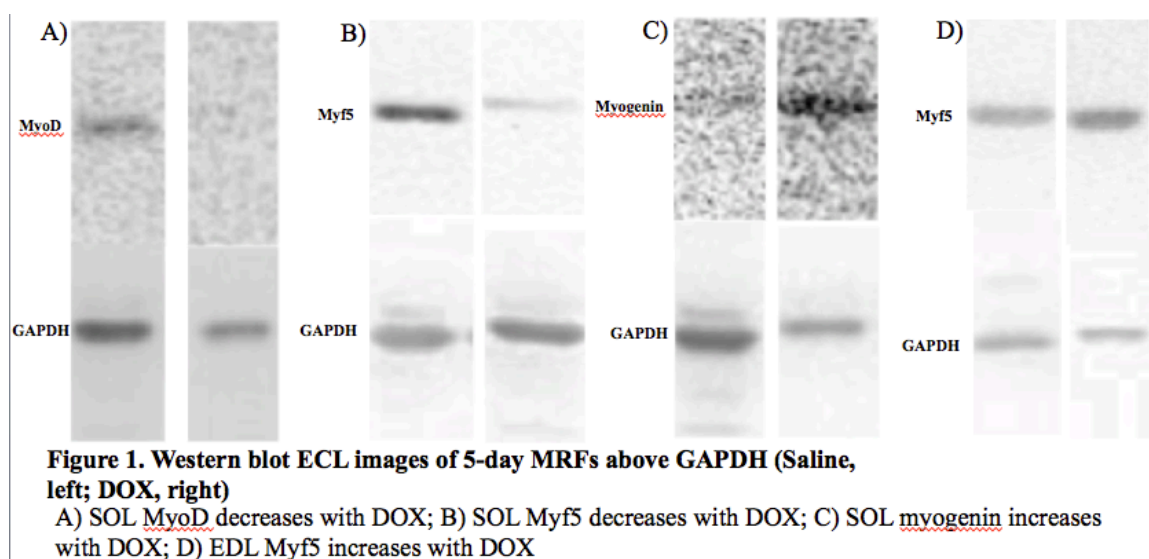 A)
B)
C)
D)
MyoD
Myf5
Myogenin
Myf5
GAPDH
GAPDH
GAPDH
GAPDH
Figure 1. Western blot ECL images of 5-day MRFs above GAPDH (Saline,
left; DOX, right)
A) SOL MyoD decreases with DOX; B) SOL Myf5 decreases with DOX; C) SOL myogenin increases
with DOX; D) EDL Myf5 increases with DOX